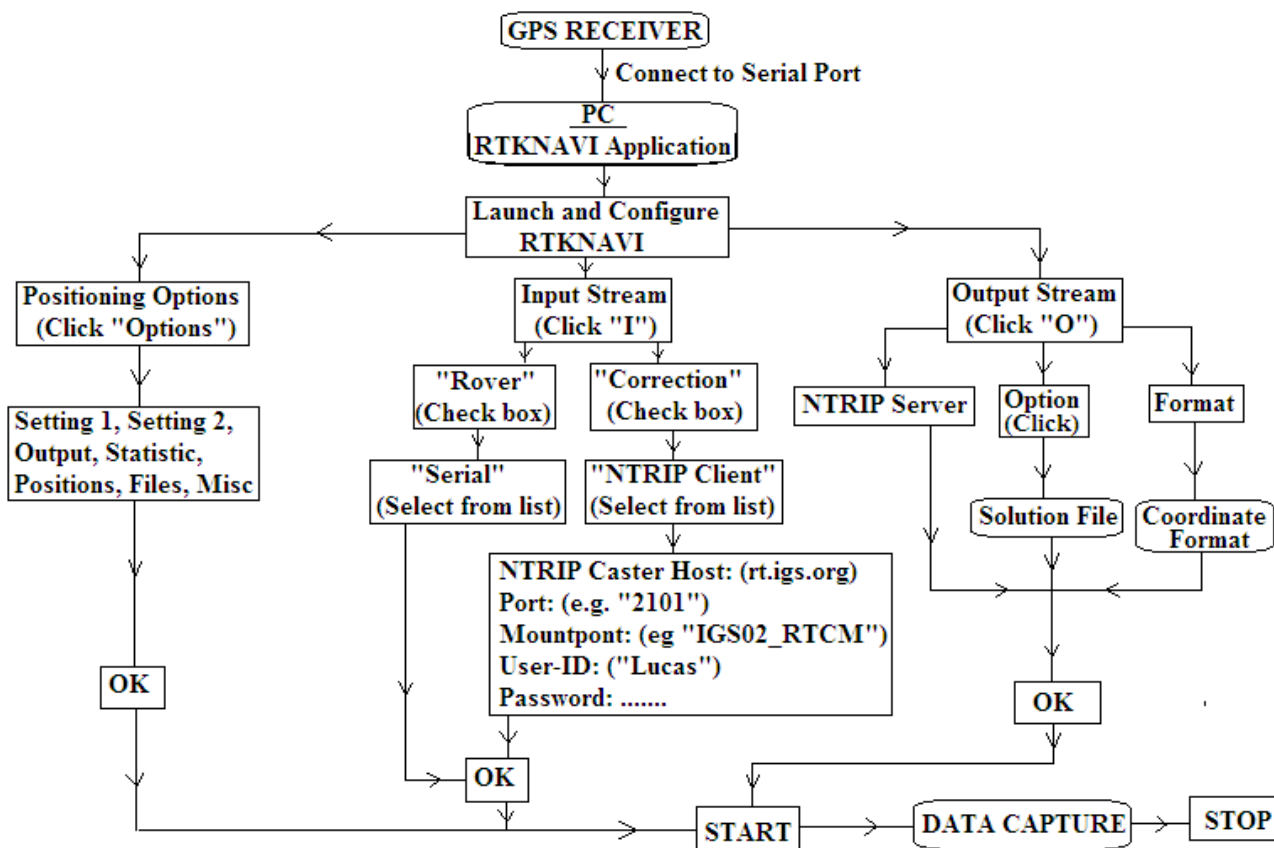 GPS RECEIVER
Connect to Serial Port
PC
RTKNAVI Application
Launch and Configure
RTKNAVI
Positioning Options
(Click "Options")
Input Stream
(Click "I")
Output Stream
(Click "O")
Setting 1, Setting 2,
Output, Statistic,
Positions, Files, Misc
"Rover"
(Check box)
"Correction"
(Check box)
NTRIP Server
Option
(Click)
Format
"Serial"
(Select from list)
"NTRIP Client"
(Select from list)
Solution File
Coordinate
Format
NTRIP Caster Host: (rt.igs.org)
Port: (e.g. "2101")
Mountpont: (eg "IGS02_RTCM")
User-ID: ("Lucas")
Password: .......
OK
OK
OK
START
DATA CAPTURE
STOP